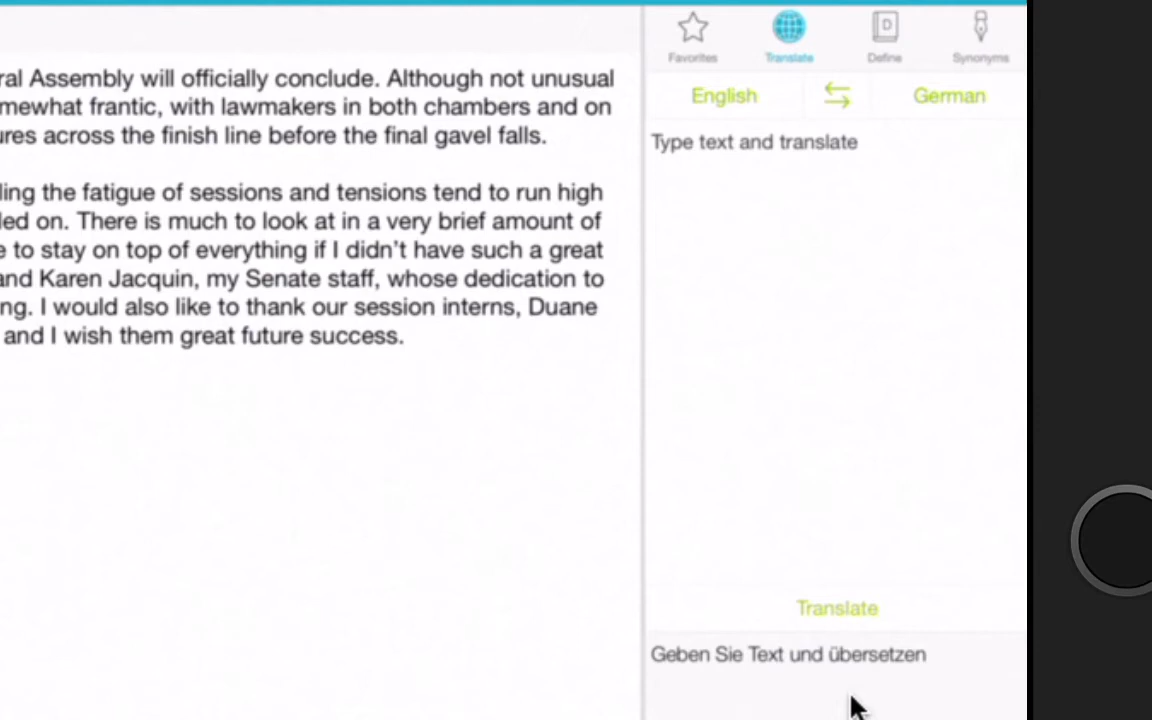 Favorites Translate Define Synonyms
English German
Type text and translate
Translate
Geben Sie Text und übersetzen
ral Assembly will officially conclude. Although not unusual
mewhat frantic, with lawmakers in both chambers and on
ures across the finish line before the final gavel falls.
ling the fatigue of sessions and tensions tend to run high
led on. There is much to look at in a very brief amount of
e to stay on top of everything if I didn't have such a great
and Karen Jacquin, my Senate staff, whose dedication to
ng. I would also like to thank our session interns, Duane
and I wish them great future success.